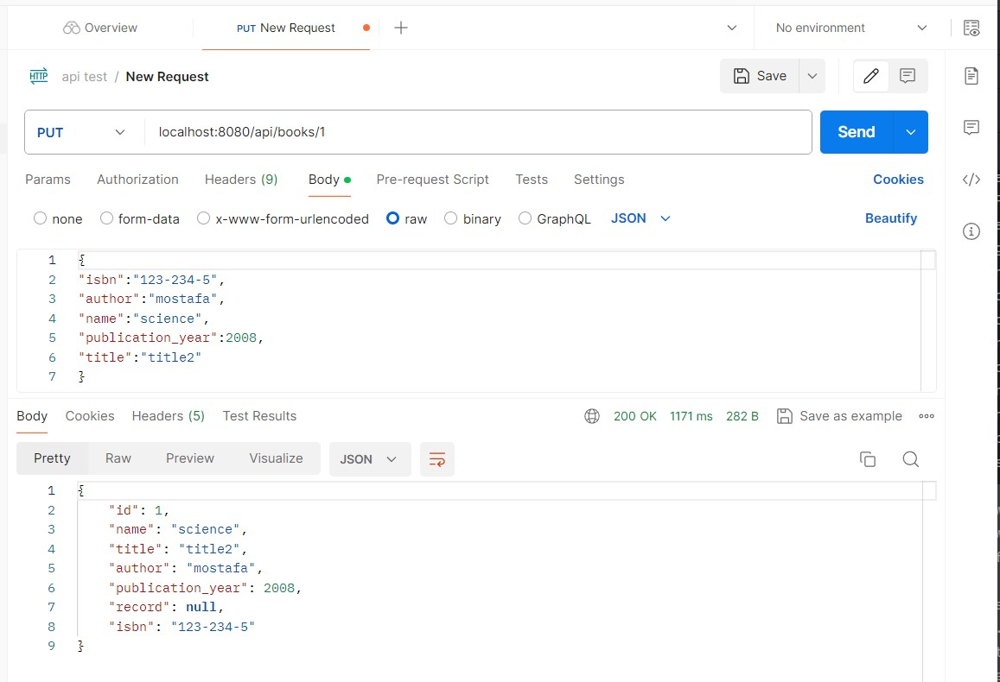 Overview
PUT New Request
No environment
HTTP api test / New Request
Save
PUT localhost:8080/api/books/1
Send
Params Authorization Headers (9) Body Pre-request Script Tests Settings Cookies
none form-data x-www-form-urlencoded raw binary GraphQL JSON Beautify
1 {
2 "isbn":"123-234-5",
3 "author":"mostafa",
4 "name":"science",
5 "publication_year":2008,
6 "title":"title2"
7 }
Body Cookies Headers (5) Test Results 200 OK 1171 ms 282 B Save as example
Pretty Raw Preview Visualize JSON
1 {
2 "id": 1,
3 "name": "science",
4 "title": "title2",
5 "author": "mostafa",
6 "publication_year": 2008,
7 "record": null,
8 "isbn": "123-234-5"
9 }